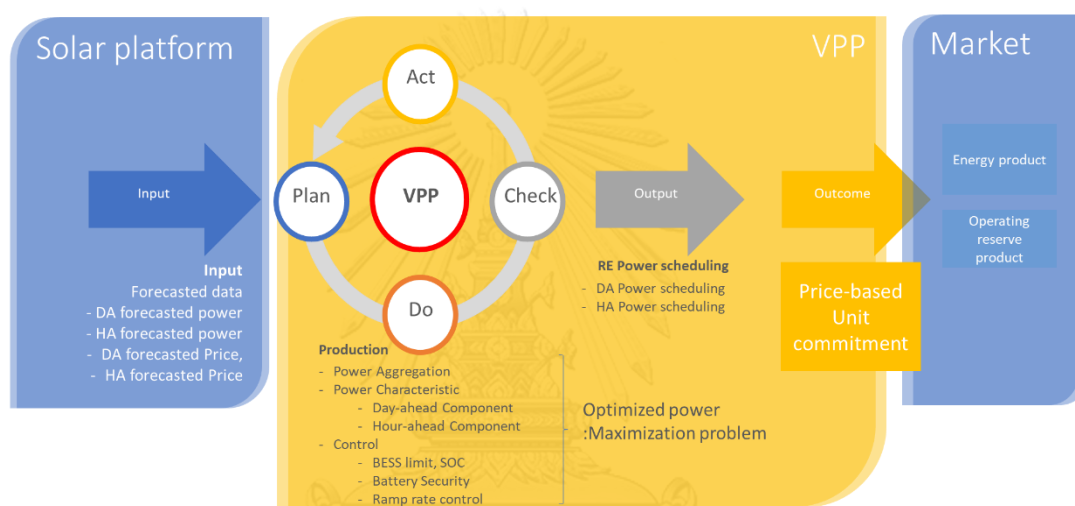 Solar platform
VPP
Market
Act
Plan
VPP
Check
Do
Input
Output
Outcome
Energy product
Operating
reserve
product
Input
Forecasted data
- DA forecasted power
- HA forecasted power
- DA forecasted Price,
- HA forecasted Price
RE Power scheduling
- DA Power scheduling
- HA Power scheduling
Price-based
Unit
commitment
Production
- Power Aggregation
- Power Characteristic
- Day-ahead Component
- Hour-ahead Component
- Control
- BESS limit, SOC
- Battery Security
- Ramp rate control
Optimized power
:Maximization problem